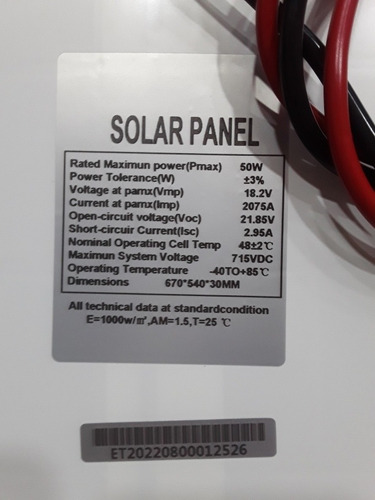 SOLAR PANEL
Rated Maximun power(Pmax) 50W
Power Tolerance(W) ±3%
Voltage at pamx(Vmp) 18.2V
Current at pamx(Imp) 2075A
Open-circuit voltage(Voc) 21.85V
Short-circuir Current(Isc) 2.95A
Nominal Operating Cell Temp 48±2℃
Maximun System Voltage 715VDC
Operating Temperature -40TO+85℃
Dimensions 670*540*30MM
All technical data at standardcondition
E=1000w/㎡,AM=1.5,T=25 ℃
ET20220800012526